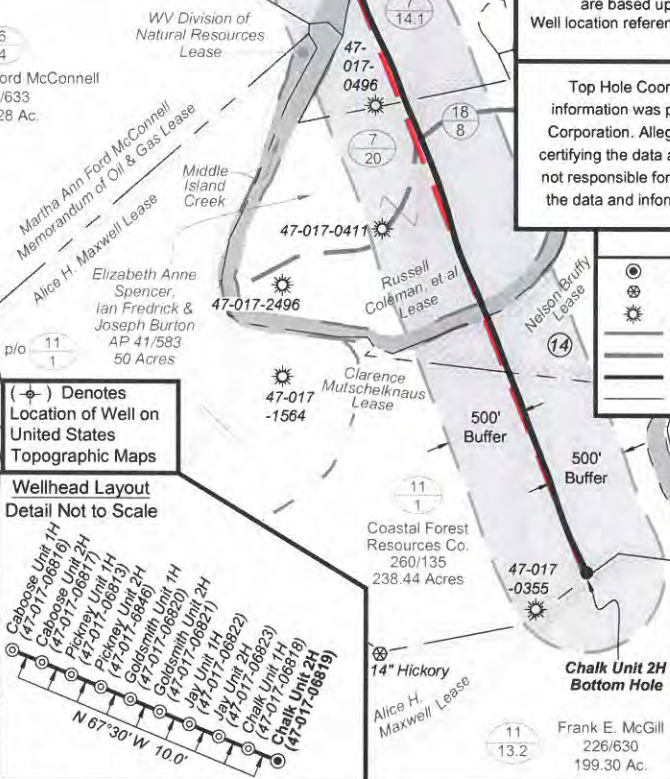 WV Division of
Natural Resources
Lease
7
14.1
are based up
Well location referen
6
4
ord McConnell
/633
28 Ac.
47-
017-
0496
18
8
7
20
Top Hole Coor
information was p
Corporation. Alleg
certifying the data a
not responsible for
the data and infor
Martha Ann Ford McConnell
Memorandum of Oil & Gas Lease
Alice H. Maxwell Lease
Middle
Island
Creek
47-017-0411
Elizabeth Anne
Spencer,
Ian Fredrick &
Joseph Burton
AP 41/583
50 Acres
47-017-2496
Russell
Coleman, et al
Lease
Nelson Bruffy
Lease
14
p/o
11
1
47-017
-1564
Clarence
Mutschelknaus
Lease
( ) Denotes
Location of Well on
United States
Topographic Maps
500'
Buffer
500'
Buffer
Wellhead Layout
Detail Not to Scale
11
1
Coastal Forest
Resources Co.
260/135
238.44 Acres
47-017
-0355
Caboose Unit 1H
(47-017-06816)
Caboose Unit 2H
(47-017-06817)
Pickney Unit 1H
(47-017-06813)
Pickney Unit 2H
(47-017-6846)
Goldsmith Unit 1H
(47-017-06820)
Goldsmith Unit 2H
(47-017-06821)
Jay Unit 1H
(47-017-06822)
Jay Unit 2H
(47-017-06823)
Chalk Unit 1H
(47-017-06818)
Chalk Unit 2H
(47-017-06819)
N 67°30' W 10.0'
14" Hickory
Alice H.
Maxwell Lease
Chalk Unit 2H
Bottom Hole
11
13.2
Frank E. McGill
226/630
199.30 Ac.